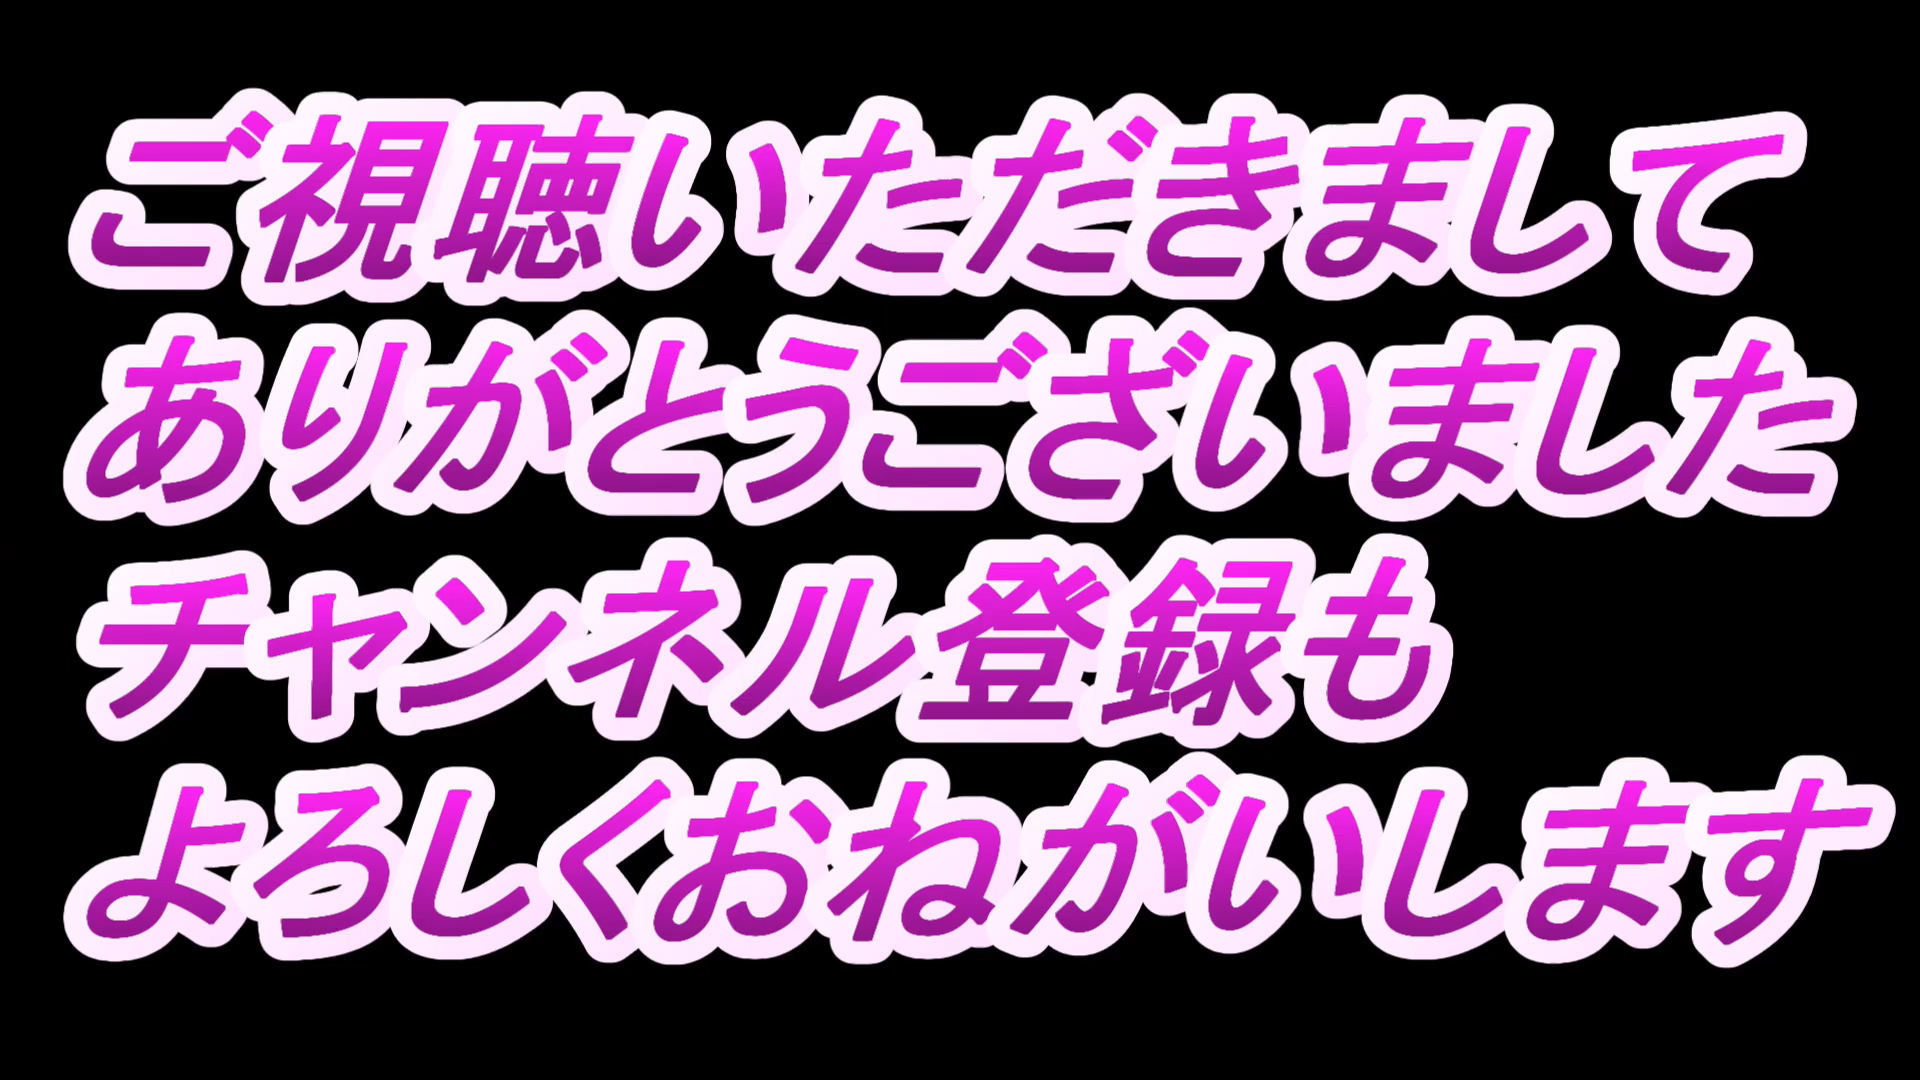 ご視聴いただきまして
ありがとうございました
チャンネル登録も
よろしくおねがいします